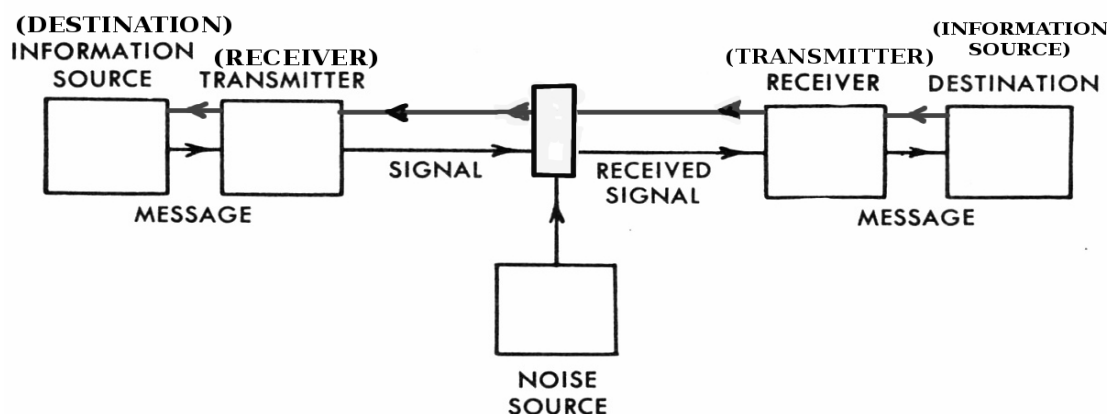 (DESTINATION)
INFORMATION
SOURCE
(RECEIVER)
TRANSMITTER
(TRANSMITTER)
RECEIVER
(INFORMATION
SOURCE)
DESTINATION
SIGNAL
RECEIVED
SIGNAL
MESSAGE
MESSAGE
NOISE
SOURCE